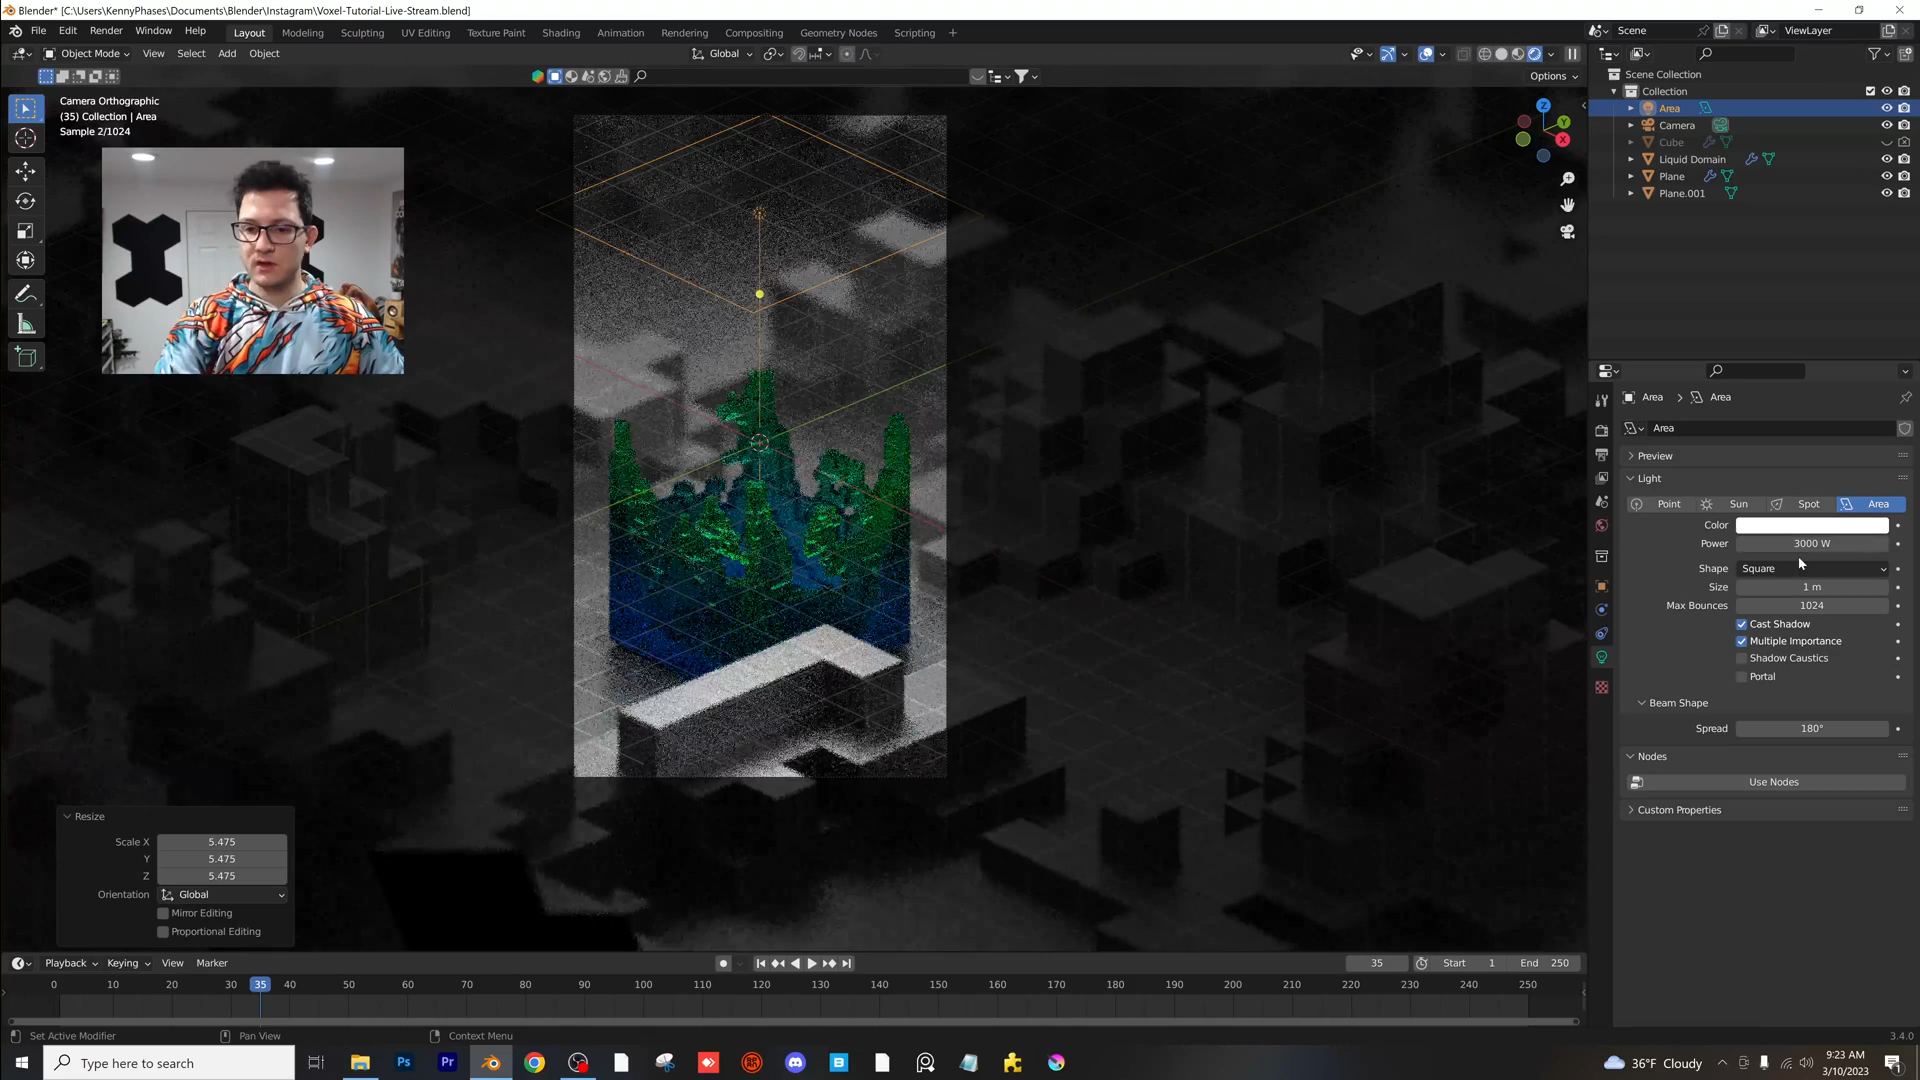 Blender* [C:\Users\KennyPhases\Documents\Blender\Instagram\Voxel-Tutorial-Live-Stream.blend]
File Edit Render Window Help Layout Modeling Sculpting UV Editing Texture Paint Shading Animation Rendering Compositing Geometry Nodes Scene ViewLayer
Object Mode View Select Add Object Global
Options
Camera Orthographic
(35) Collection | Area
Sample 2/1024
Z
Y
X
Scene Collection
Collection
Area
Camera
Cube
Liquid Domain
Plane
Plane.001
Area Area
Area
Preview
Light
Point Sun Spot Area
Color
Power 3000 W
Shape Square
Size 1 m
Max Bounces 1024
Cast Shadow
Multiple Importance
Shadow Caustics
Portal
Beam Shape
Spread 180°
Nodes
Use Nodes
Custom Properties
Resize
Scale X 5.475
Y 5.475
Z 5.475
Orientation Global
Mirror Editing
Proportional Editing
Playback Keying View Marker 35 Start 1 End 250
0 10 20 30 35 40 50 60 70 80 90 100 110 120 130 140 150 160 170 180 190 200 210 220 230 240 250
Set Active Modifier Pan View Context Menu 3.4.0
Type here to search Ps Pr 36°F Cloudy 9:23 AM
3/10/2023
1